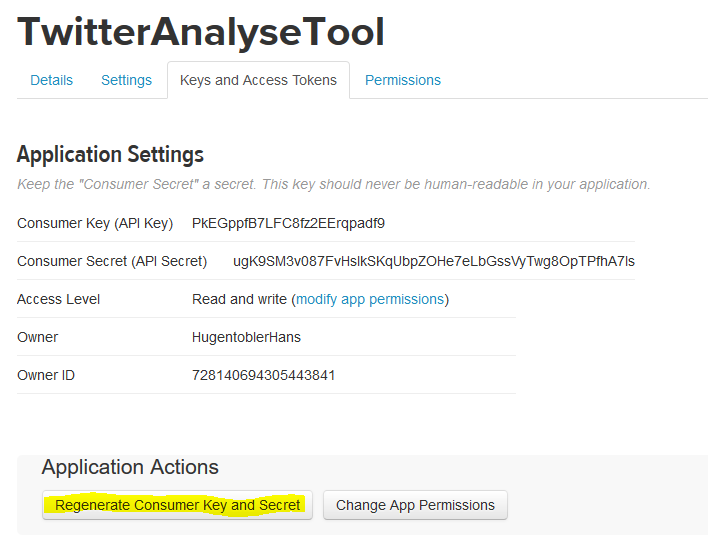 TwitterAnalyseTool
Details Settings Keys and Access Tokens Permissions
Application Settings
Keep the "Consumer Secret" a secret. This key should never be human-readable in your application.
Consumer Key (API Key) PkEGppfB7LFC8fz2EErqpadf9
Consumer Secret (API Secret) ugK9SM3v087FvHslkSKqUbpZOHe7eLbGssVyTwg8OpTPfhA7ls
Access Level Read and write (modify app permissions)
Owner HugentoblerHans
Owner ID 728140694305443841
Application Actions
Regenerate Consumer Key and Secret Change App Permissions